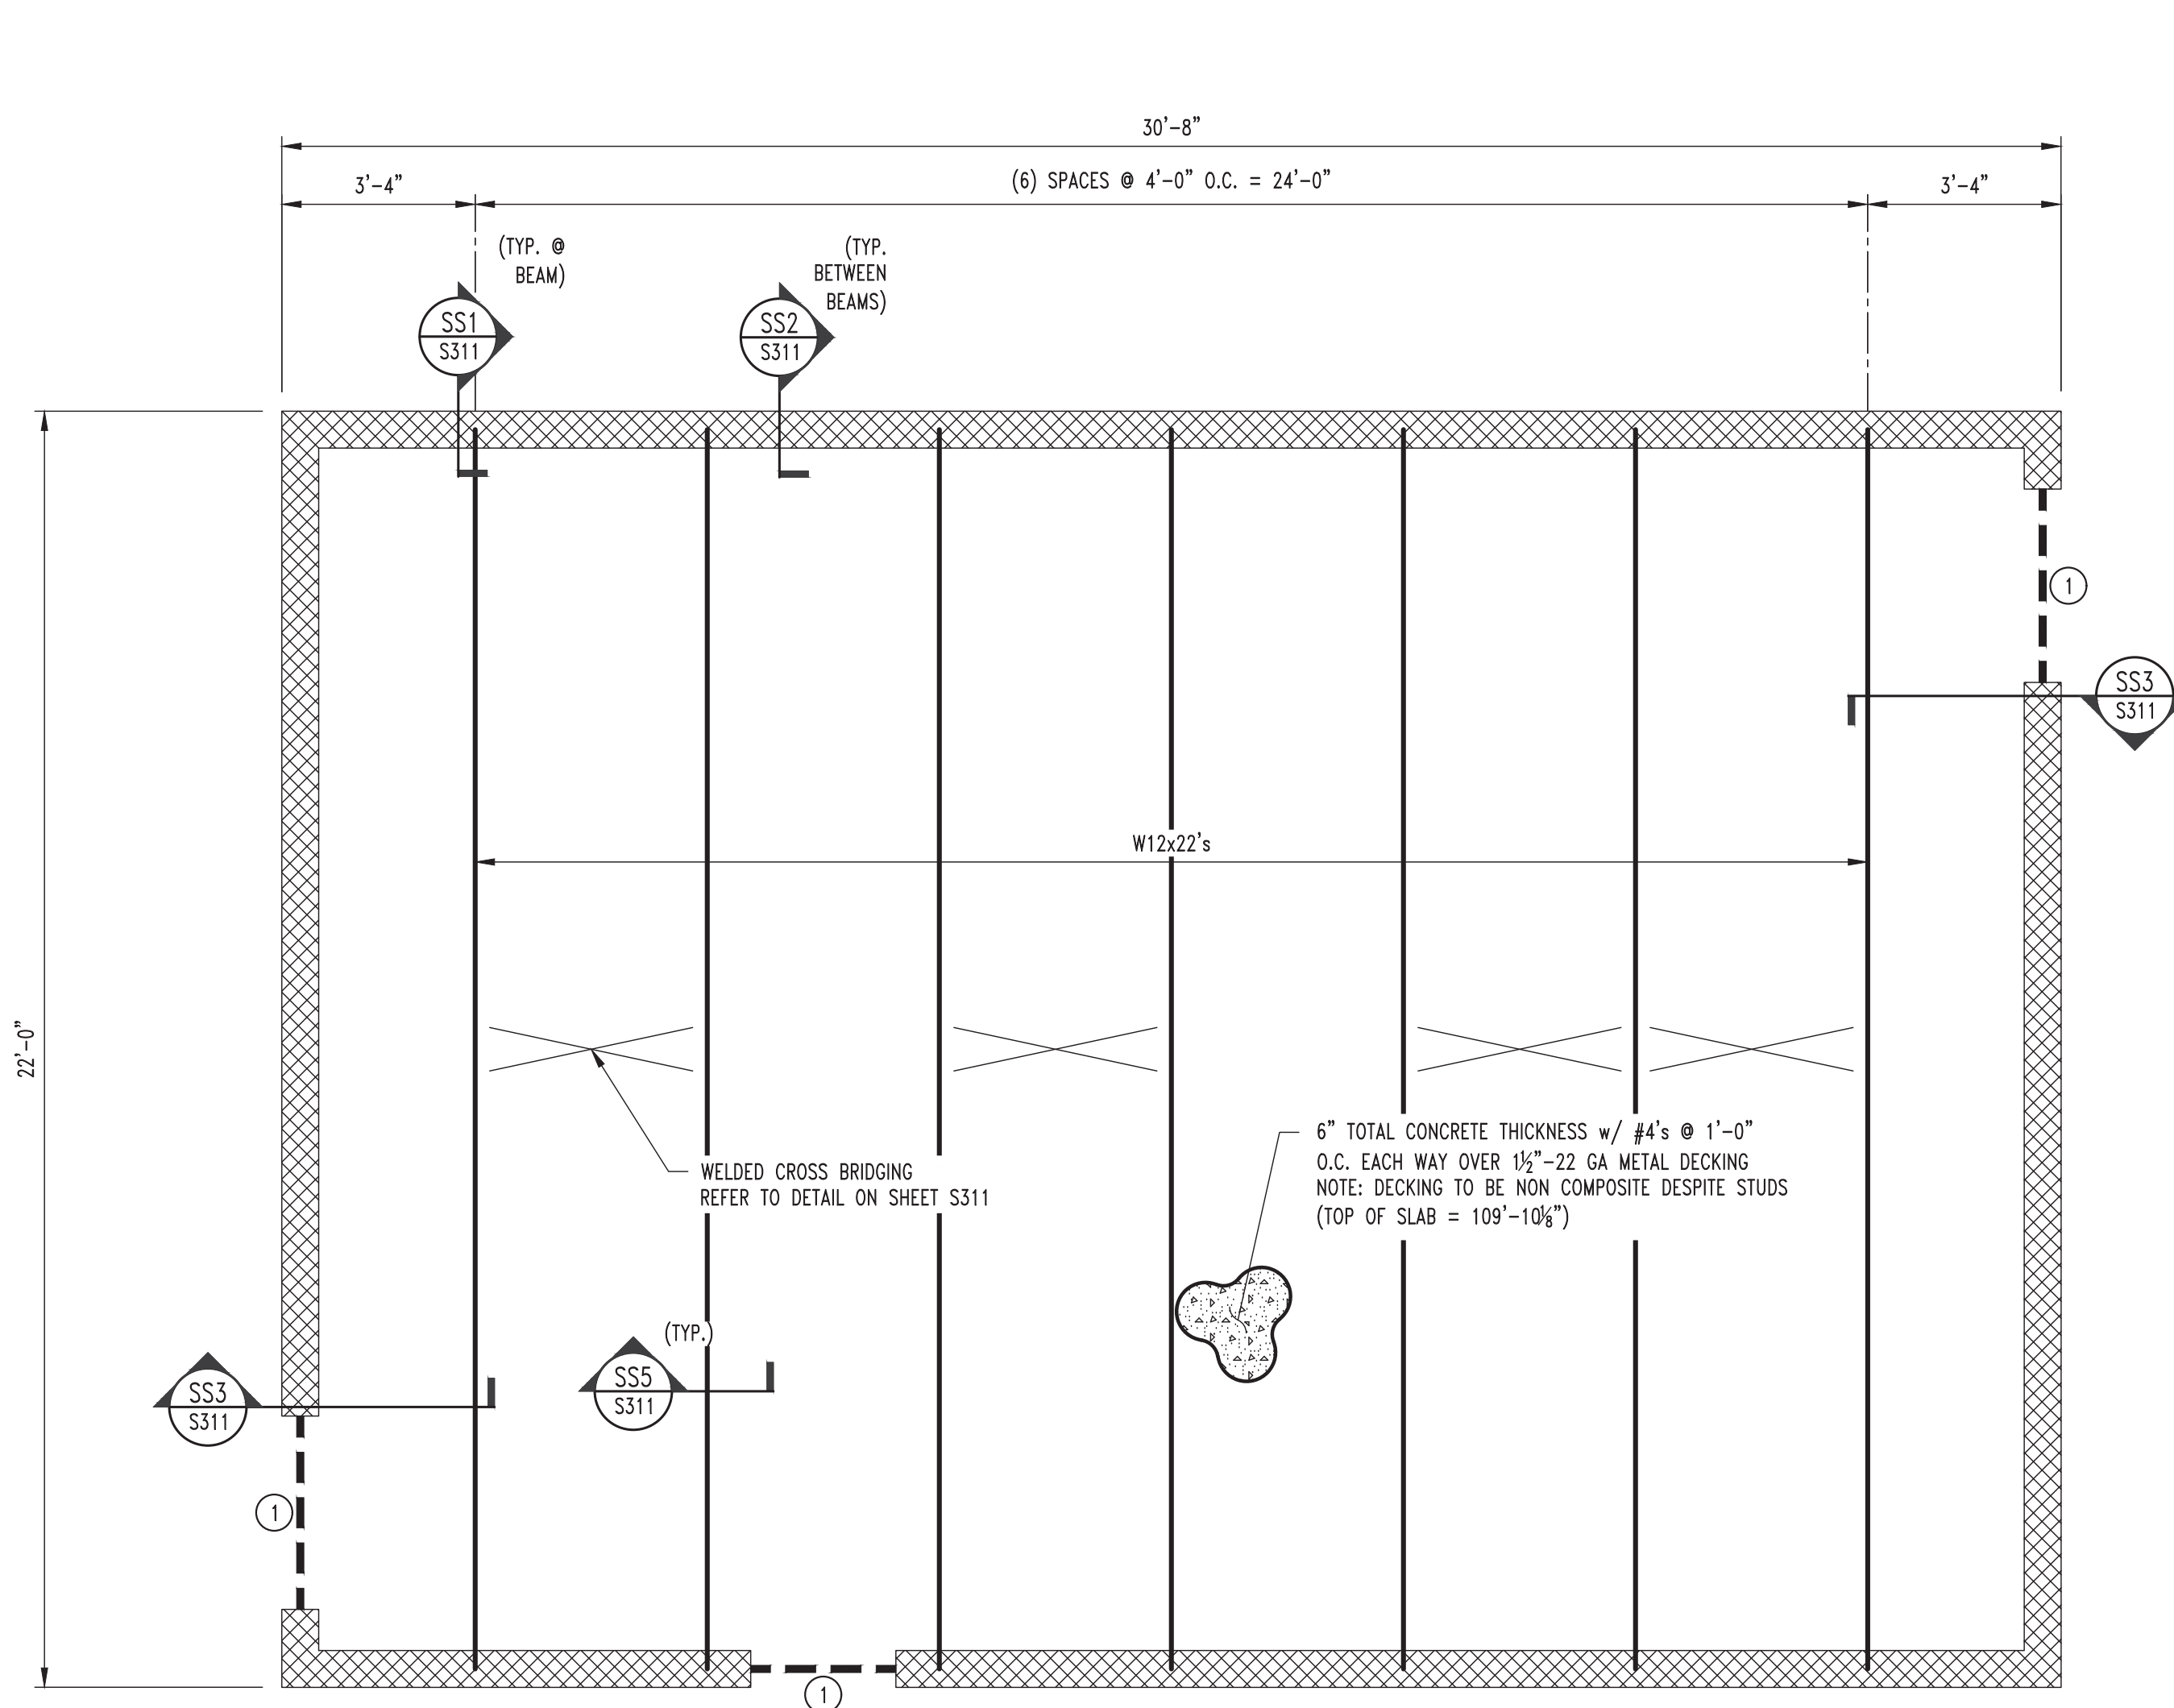 30'-8"
3'-4"
(6) SPACES @ 4'-0" O.C. = 24'-0"
3'-4"
(TYP. @
BEAM)
(TYP.
BETWEEN
BEAMS)
SS1
S311
SS2
S311
1
SS3
S311
W12x22's
22'-0"
6" TOTAL CONCRETE THICKNESS w/ #4's @ 1'-0"
O.C. EACH WAY OVER 1½"-22 GA METAL DECKING
NOTE: DECKING TO BE NON COMPOSITE DESPITE STUDS
(TOP OF SLAB = 109'-10⅛")
WELDED CROSS BRIDGING
REFER TO DETAIL ON SHEET S311
(TYP.)
SS3
S311
SS5
S311
1
1